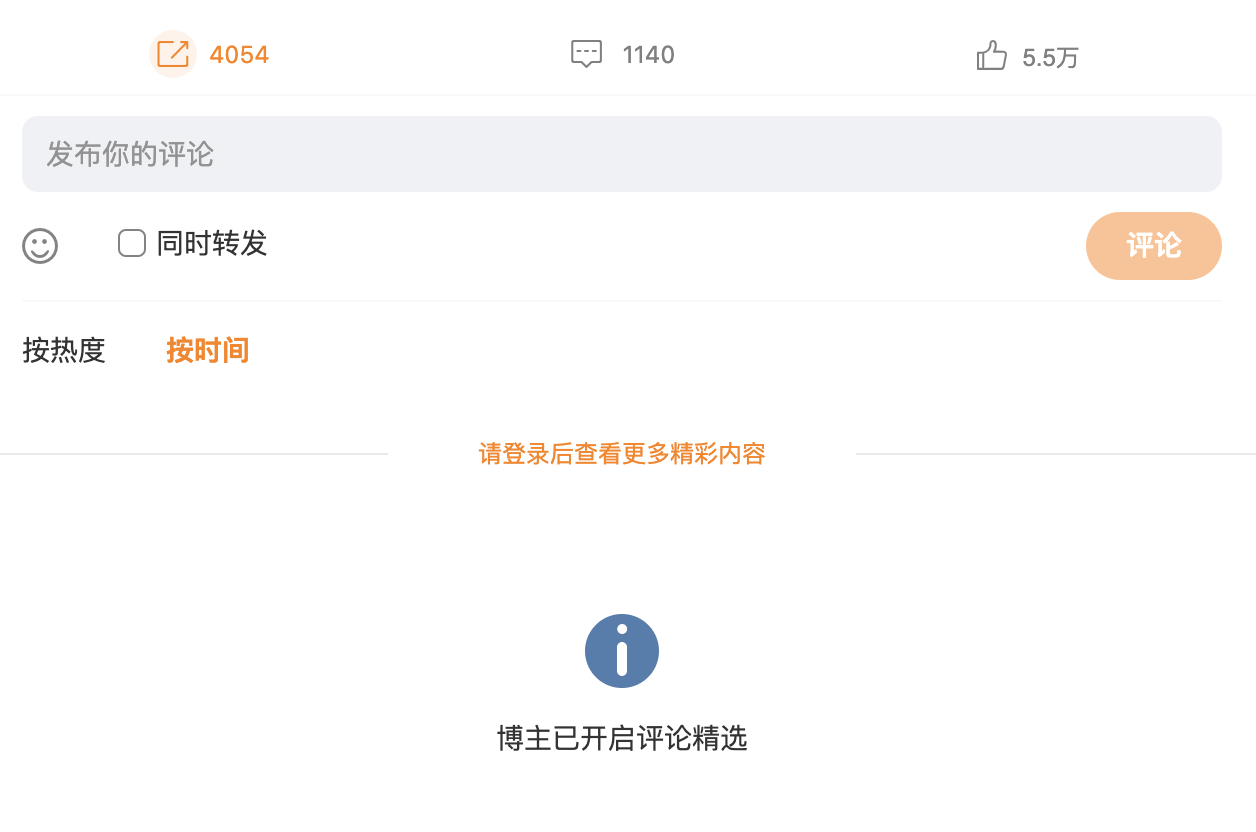 4054 1140 5.5万
发布你的评论
同时转发 评论
按热度 按时间
请登录后查看更多精彩内容
博主已开启评论精选